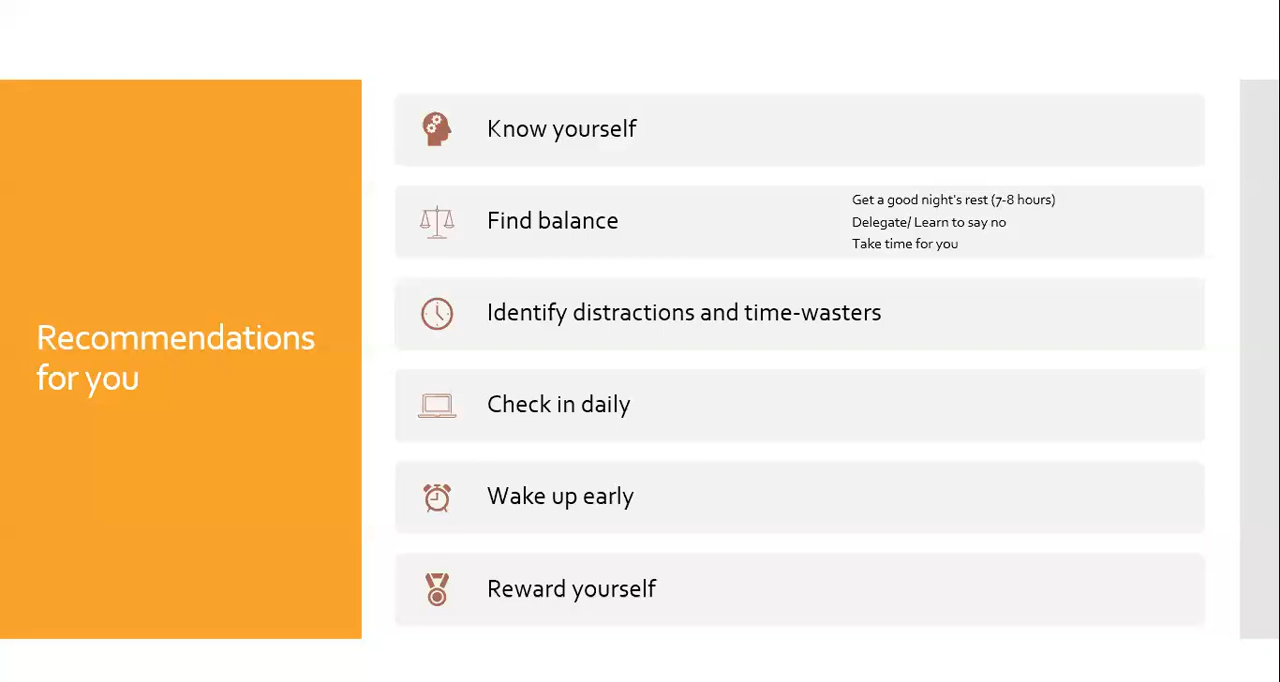 Recommendations
for you
Know yourself
Find balance
Get a good night's rest (7-8 hours)
Delegate/ Learn to say no
Take time for you
Identify distractions and time-wasters
Check in daily
Wake up early
Reward yourself